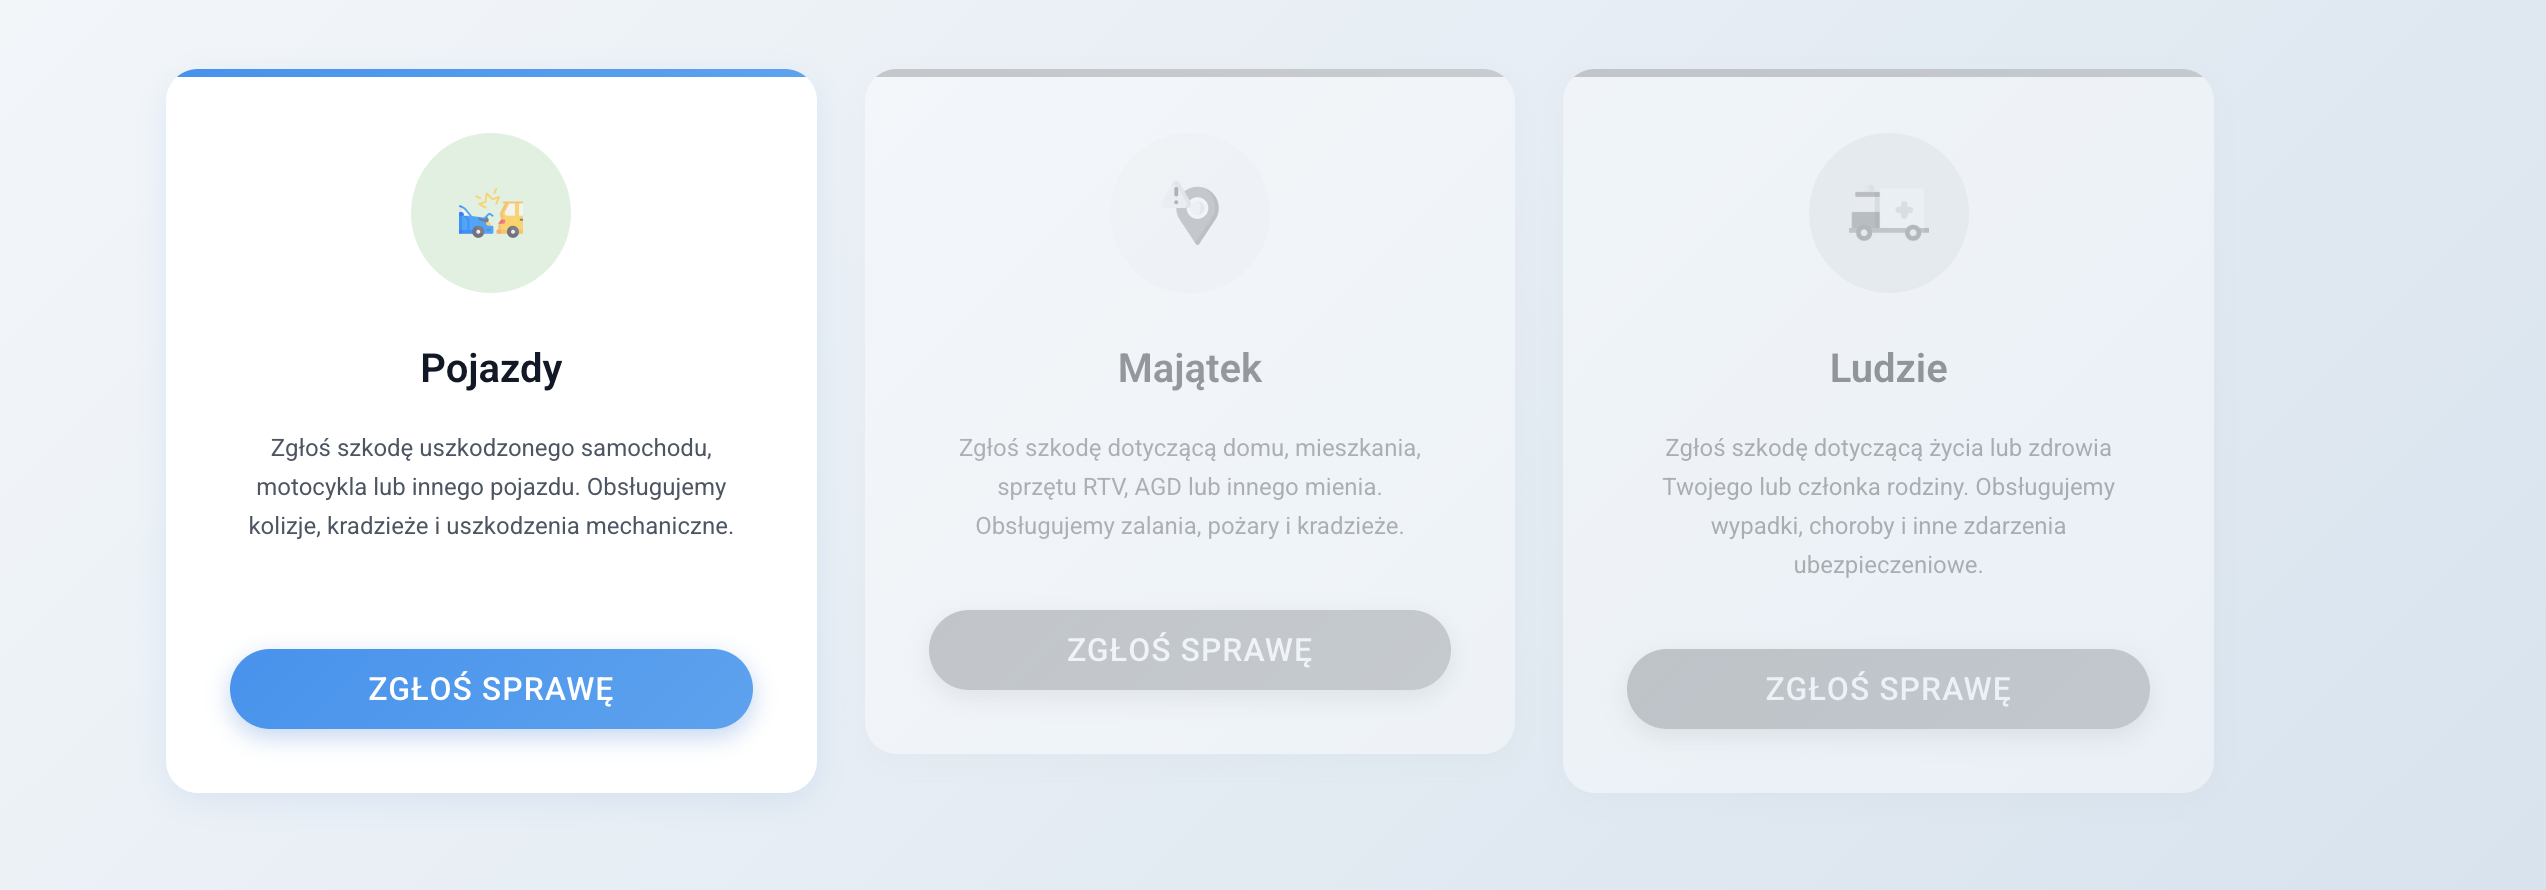 Pojazdy
Zgłoś szkodę uszkodzonego samochodu,
motocykla lub innego pojazdu. Obsługujemy
kolizje, kradzieże i uszkodzenia mechaniczne.
ZGŁOŚ SPRAWĘ
Majątek
Zgłoś szkodę dotyczącą domu, mieszkania,
sprzętu RTV, AGD lub innego mienia.
Obsługujemy zalania, pożary i kradzieże.
ZGŁOŚ SPRAWĘ
Ludzie
Zgłoś szkodę dotyczącą życia lub zdrowia
Twojego lub członka rodziny. Obsługujemy
wypadki, choroby i inne zdarzenia
ubezpieczeniowe.
ZGŁOŚ SPRAWĘ